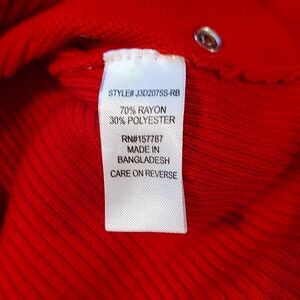 STYLE# J3D2075S-RB
70% RAYON
30% POLYESTER
RN#157787
MADE IN
BANGLADESH
CARE ON REVERSE